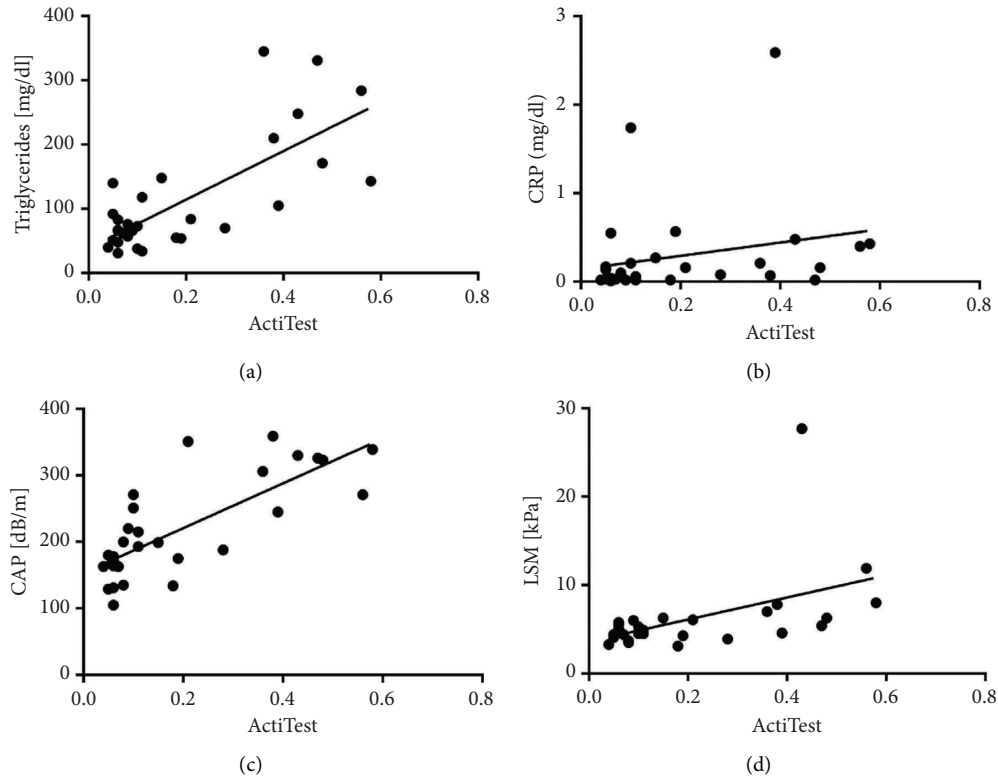 400
300
200
100
0
Triglycerides [mg/dl]
0.0 0.2 0.4 0.6 0.8
ActiTest
(a)
3
2
1
0
CRP (mg/dl)
0.0 0.2 0.4 0.6 0.8
ActiTest
(b)
400
300
200
100
0
CAP [dB/m]
0.0 0.2 0.4 0.6 0.8
ActiTest
(c)
30
20
10
0
LSM [kPa]
0.0 0.2 0.4 0.6 0.8
ActiTest
(d)